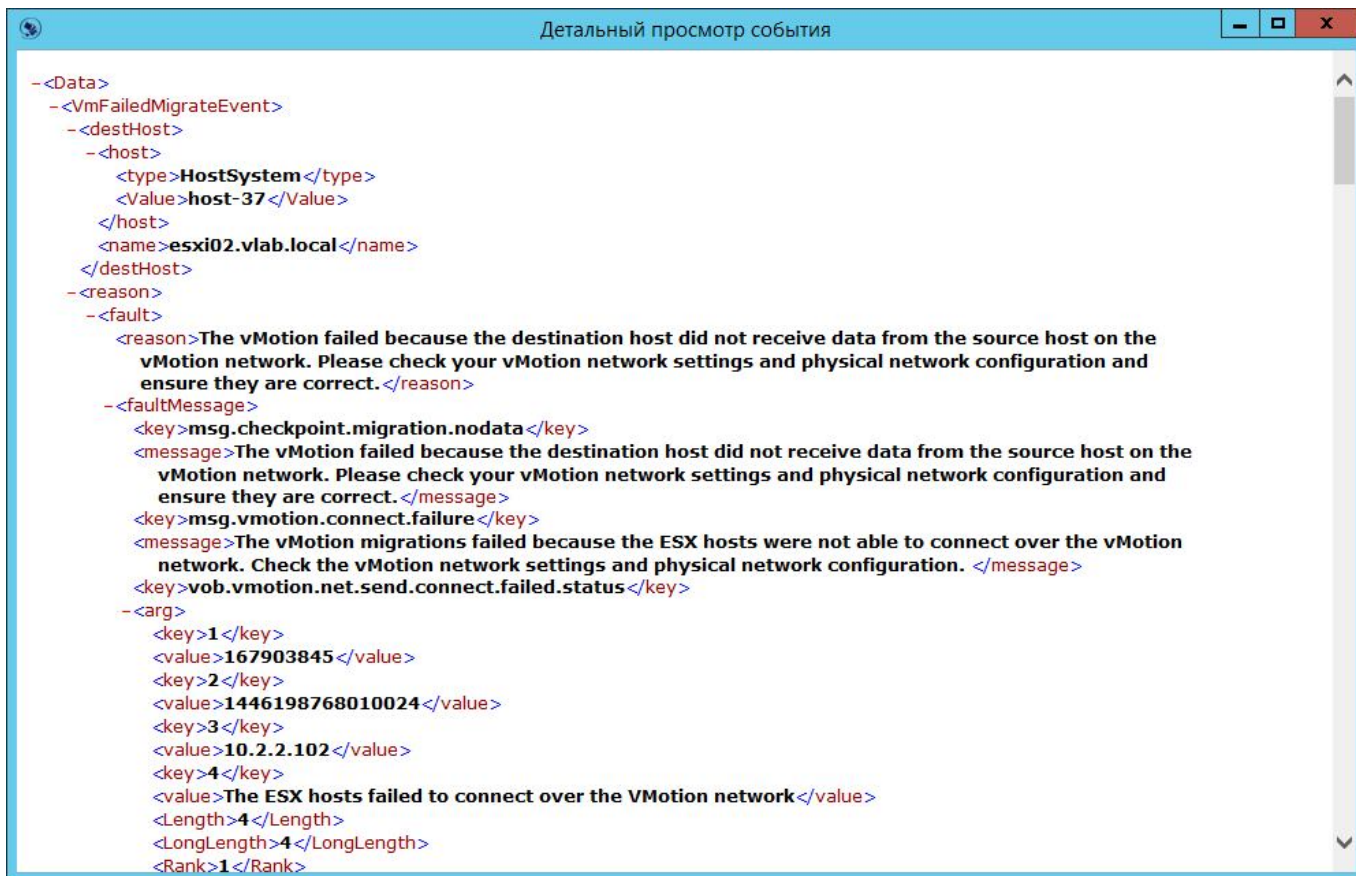 Детальный просмотр события
-<Data>
-<VmFailedMigrateEvent>
-<destHost>
-<host>
<type>HostSystem</type>
<Value>host-37</Value>
</host>
<name>esxi02.vlab.local</name>
</destHost>
-<reason>
-<fault>
<reason>The vMotion failed because the destination host did not receive data from the source host on the
vMotion network. Please check your vMotion network settings and physical network configuration and
ensure they are correct.</reason>
-<faultMessage>
<key>msg.checkpoint.migration.nodata</key>
<message>The vMotion failed because the destination host did not receive data from the source host on the
vMotion network. Please check your vMotion network settings and physical network configuration and
ensure they are correct.</message>
<key>msg.vmotion.connect.failure</key>
<message>The vMotion migrations failed because the ESX hosts were not able to connect over the vMotion
network. Check the vMotion network settings and physical network configuration. </message>
<key>vob.vmotion.net.send.connect.failed.status</key>
-<arg>
<key>1</key>
<value>167903845</value>
<key>2</key>
<value>1446198768010024</value>
<key>3</key>
<value>10.2.2.102</value>
<key>4</key>
<value>The ESX hosts failed to connect over the VMotion network</value>
<Length>4</Length>
<LongLength>4</LongLength>
<Rank>1</Rank>